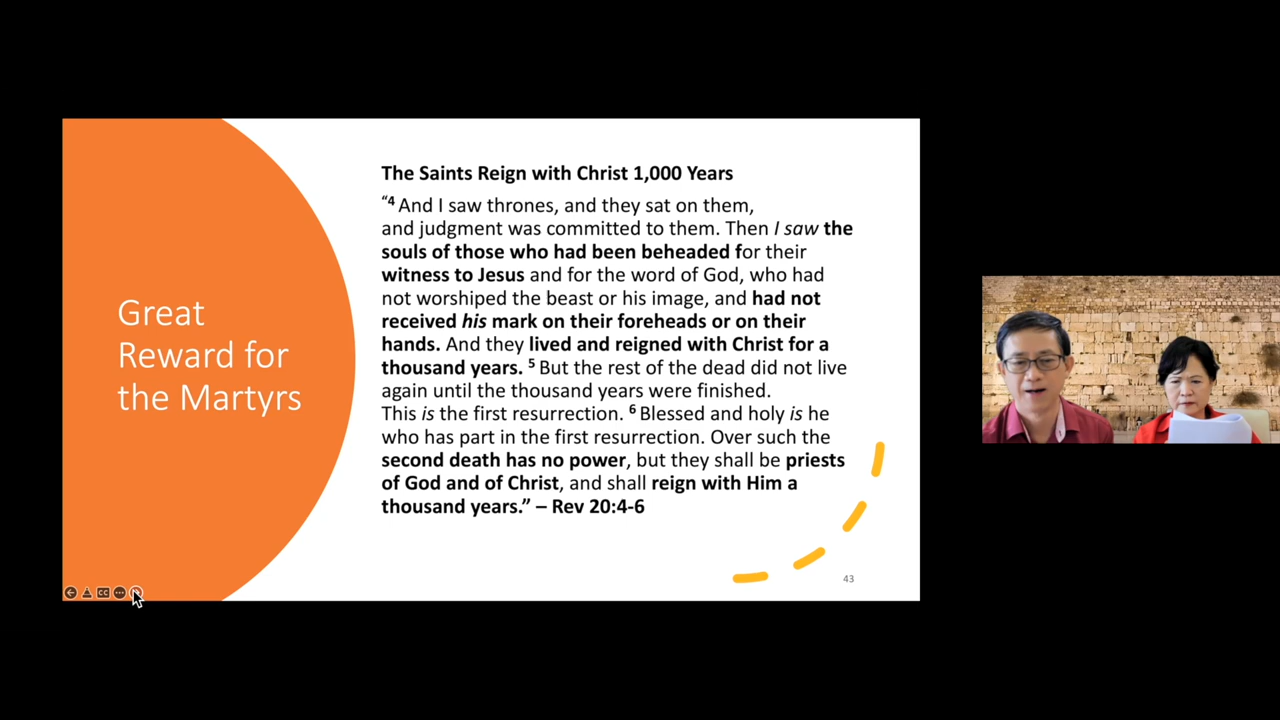 Great
Reward for
the Martyrs
The Saints Reign with Christ 1,000 Years
“4 And I saw thrones, and they sat on them,
and judgment was committed to them. Then I saw the
souls of those who had been beheaded for their
witness to Jesus and for the word of God, who had
not worshiped the beast or his image, and had not
received his mark on their foreheads or on their
hands. And they lived and reigned with Christ for a
thousand years. 5 But the rest of the dead did not live
again until the thousand years were finished.
This is the first resurrection. 6 Blessed and holy is he
who has part in the first resurrection. Over such the
second death has no power, but they shall be priests
of God and of Christ, and shall reign with Him a
thousand years.” – Rev 20:4-6
43
CC